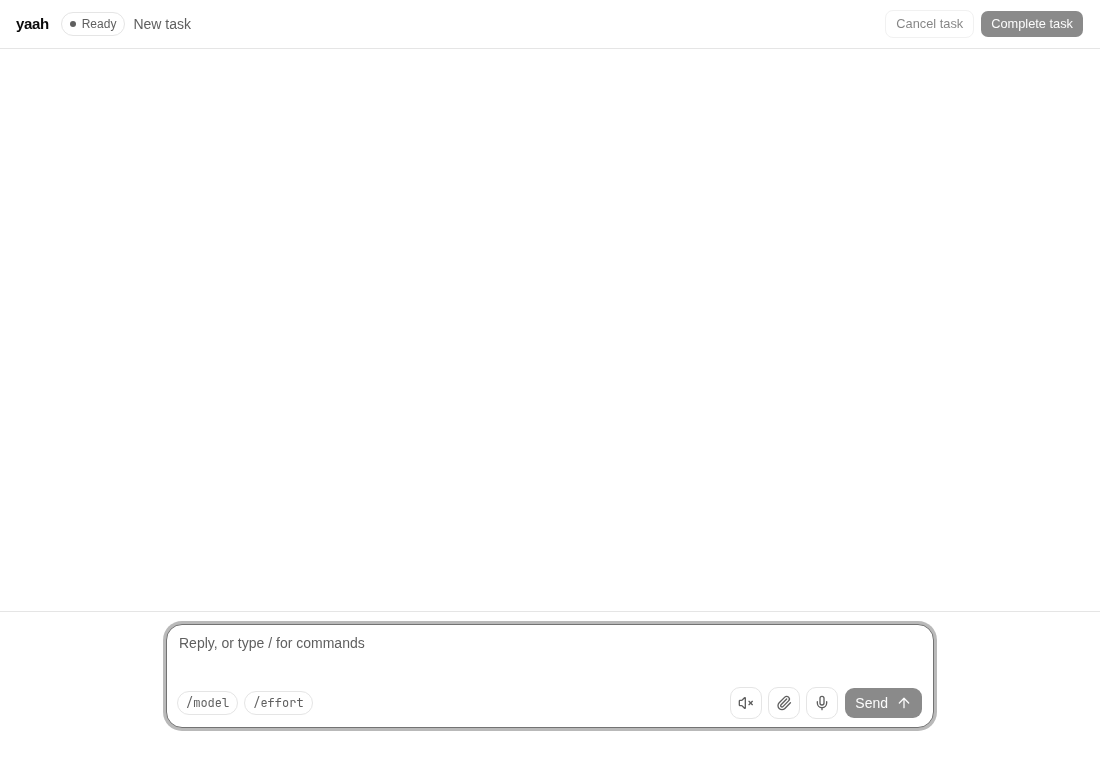 yaah
Ready
New task
Cancel task
Complete task
Reply, or type / for commands
/model
/effort
Send